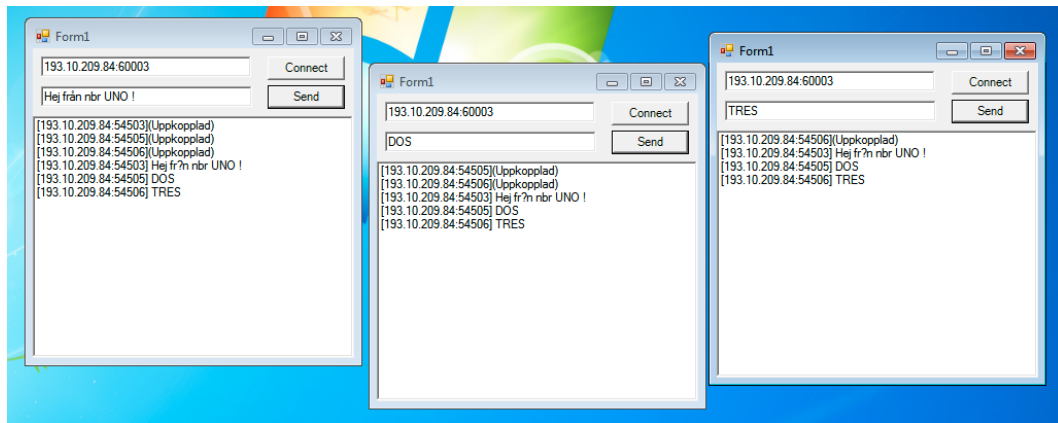 Form1
193.10.209.84:60003
Connect
Hej från nbr UNO !
Send
[193.10.209.84:54503](Uppkopplad)
[193.10.209.84:54505](Uppkopplad)
[193.10.209.84:54506](Uppkopplad)
[193.10.209.84:54503] Hej fr?n nbr UNO !
[193.10.209.84:54505] DOS
[193.10.209.84:54506] TRES
Form1
193.10.209.84:60003
Connect
DOS
Send
[193.10.209.84:54505](Uppkopplad)
[193.10.209.84:54506](Uppkopplad)
[193.10.209.84:54503] Hej fr?n nbr UNO !
[193.10.209.84:54505] DOS
[193.10.209.84:54506] TRES
Form1
193.10.209.84:60003
Connect
TRES
Send
[193.10.209.84:54506](Uppkopplad)
[193.10.209.84:54503] Hej fr?n nbr UNO !
[193.10.209.84:54505] DOS
[193.10.209.84:54506] TRES